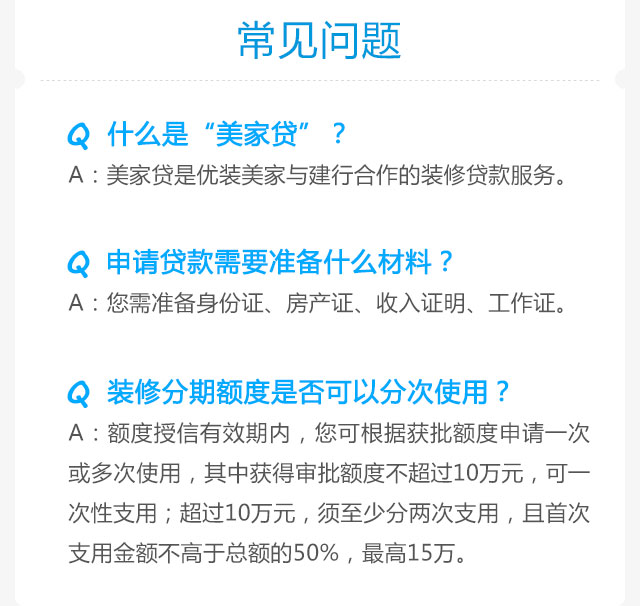 常见问题
Q 什么是“美家贷”？
A：美家贷是优装美家与建行合作的装修贷款服务。
Q 申请贷款需要准备什么材料？
A：您需准备身份证、房产证、收入证明、工作证。
Q 装修分期额度是否可以分次使用？
A：额度授信有效期内，您可根据获批额度申请一次
或多次使用，其中获得审批额度不超过10万元，可一
次性支用；超过10万元，须至少分两次支用，且首次
支用金额不高于总额的50%，最高15万。